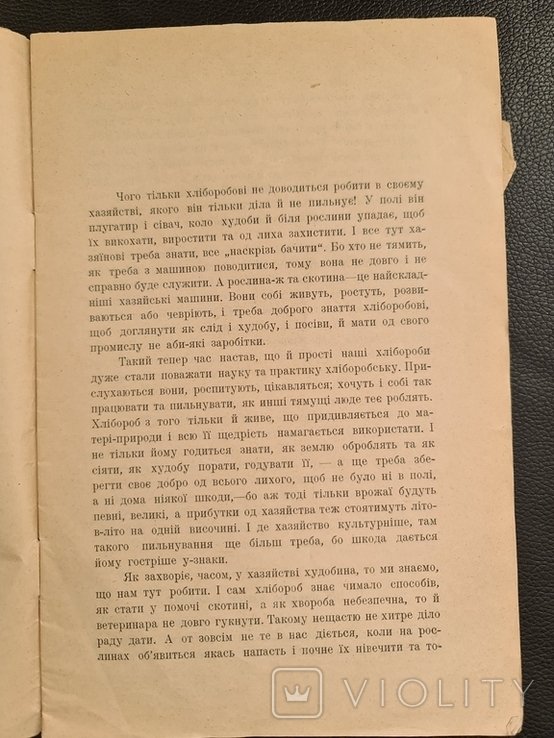 Чого тільки хліборобові не доводиться робити в своєму
хазяйстві, якого він тільки діла й не пильнує! У полі він
плугатир і сівач, коло худоби й біля рослини упадає, щоб
їх викохати, виростити та од лиха захистити. І все тут ха-
зяїнові треба знати, все „наскрізь бачити“. Бо хто не тямить,
як треба з машиною поводитися, тому вона не довго і не
справно буде служити. А рослина-ж та скотина—це найсклад-
ніші хазяйські машини. Вони собі живуть, ростуть, розви-
ваються або чевріють, і треба доброго знаття хліборобові,
щоб доглянути як слід і худобу, і посіви, й мати од свого
промислу не аби-які заробітки.
Такий тепер час настав, що й прості наші хлібороби
дуже стали поважати науку та практику хліборобську. При-
слухаються вони, роспитують, цікавляться; хочуть і собі так
працювати та пильнувати, як инші тямущі люде теє роблять.
Хлібороб з того тільки й живе, що придивляється до ма-
тері-природи і всю її щедрість намагається використати. І
не тільки йому годиться знати, як землю оброблять та як
сіяти, як худобу порати, годувати її, — а ще треба збе-
регти своє добро од всього лихого, щоб не було ні в полі,
а ні дома ніякої шкоди,—бо аж тоді тільки врожаї будуть
певні, великі, а прибутки од хазяйства теж стоятимуть літо-
в-літо на одній височині. І де хазяйство культурніше, там
такого пильнування ще більш треба, бо шкода дається
йому гостріше у-знаки.
Як захворіє, часом, у хазяйстві худобина, то ми знаємо,
що нам тут робити. І сам хлібороб знає чимало способів,
як стати у помочі скотині, а як хвороба небезпечна, то й
ветеринара не довго гукнути. Такому нещастю не хитре діло
раду дати. А от зовсім не те в нас діється, коли на рос-
линах об'явиться якась напасть і почне їх нівечити та то-
VIOLITY